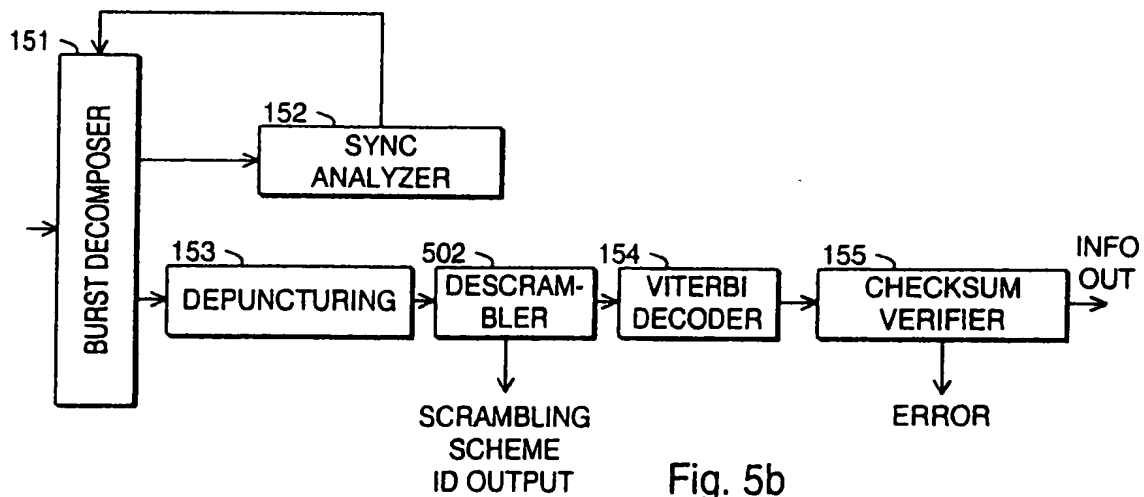 151
BURST DECOMPOSER
152
SYNC
ANALYZER
153
DEPUNCTURING
502
DESCRAM-
BLER
154
VITERBI
DECODER
155
CHECKSUM
VERIFIER
INFO
OUT
SCRAMBLING
SCHEME
ID OUTPUT
ERROR
Fig. 5b